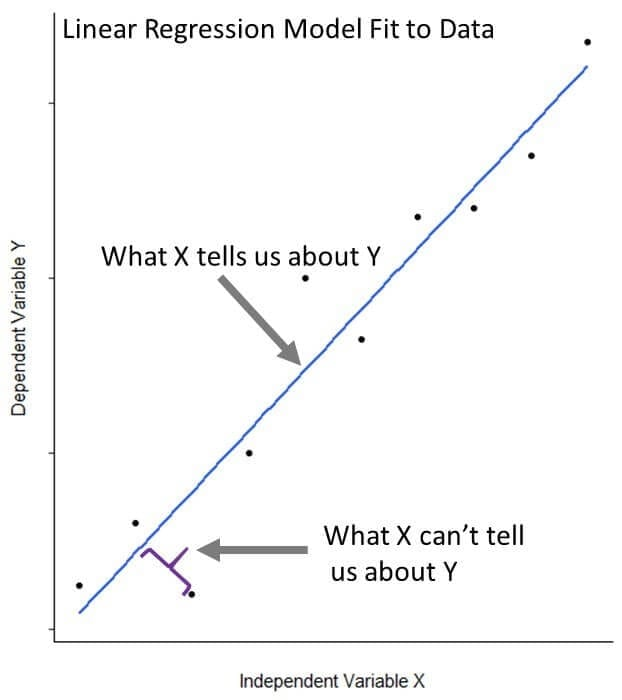 Linear Regression Model Fit to Data
What X tells us about Y
Dependent Variable Y
What X can’t tell
us about Y
Independent Variable X